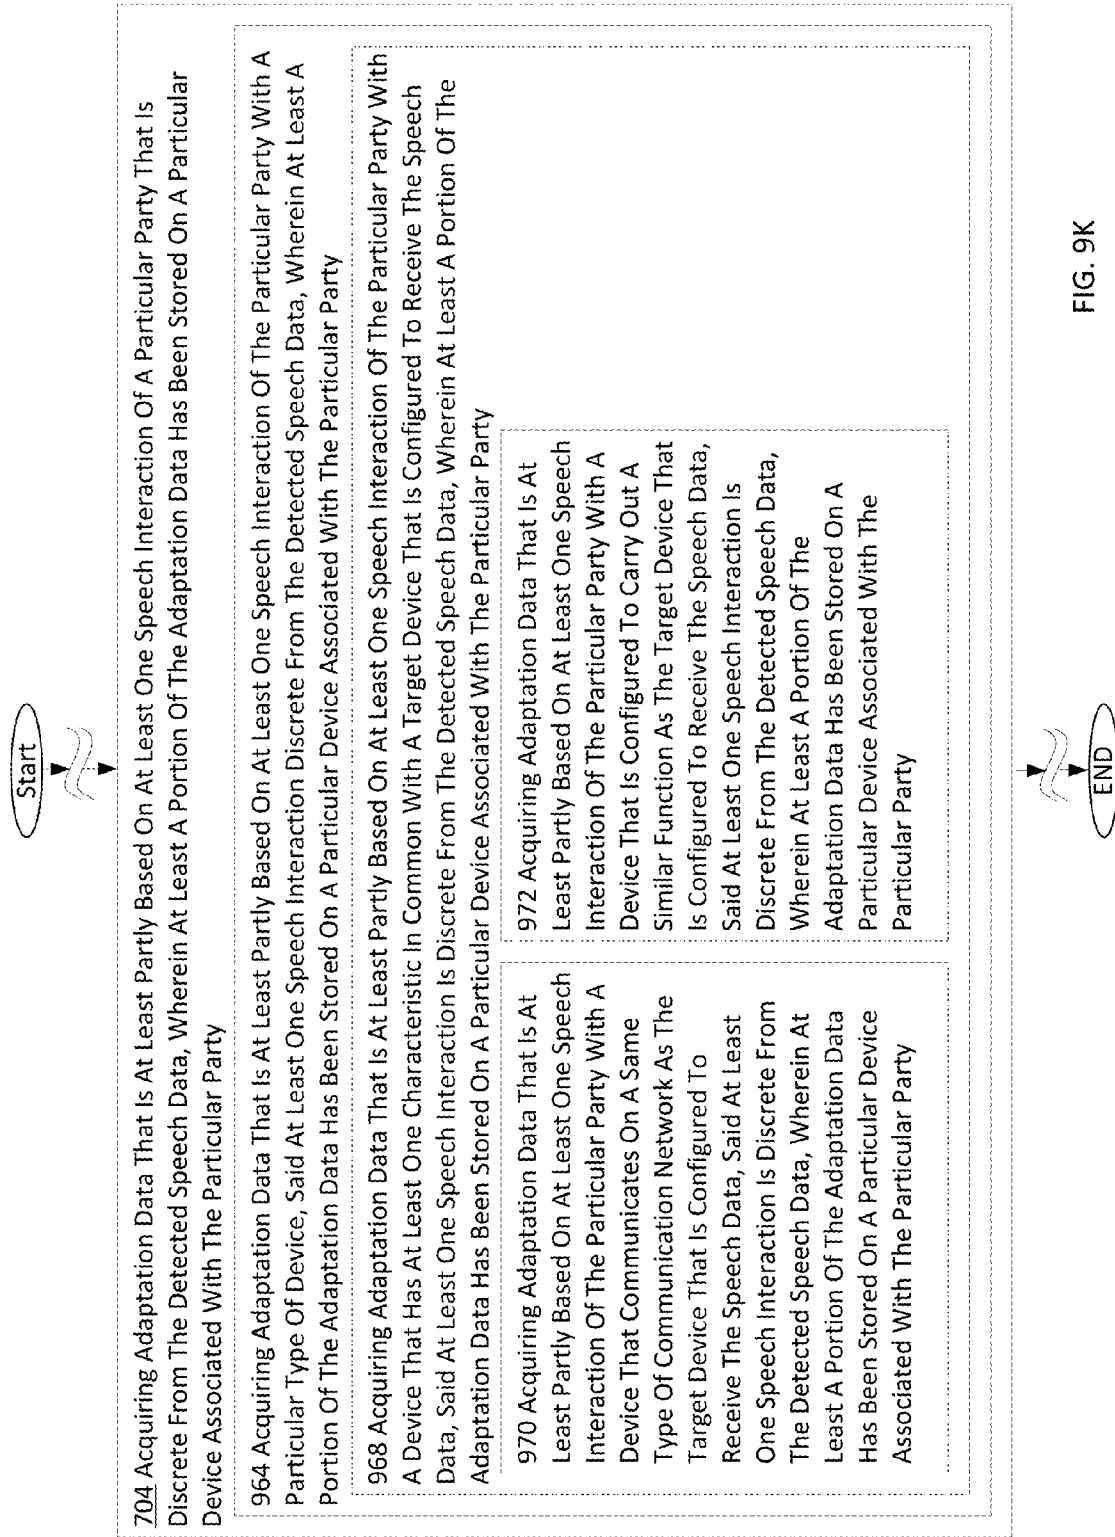 Start
704 Acquiring Adaptation Data That Is At Least Partly Based On At Least One Speech Interaction Of A Particular Party That Is
Discrete From The Detected Speech Data, Wherein At Least A Portion Of The Adaptation Data Has Been Stored On A Particular
Device Associated With The Particular Party
964 Acquiring Adaptation Data That Is At Least Partly Based On At Least One Speech Interaction Of The Particular Party With A
Particular Type Of Device, Said At Least One Speech Interaction Discrete From The Detected Speech Data, Wherein At Least A
Portion Of The Adaptation Data Has Been Stored On A Particular Device Associated With The Particular Party
968 Acquiring Adaptation Data That Is At Least Partly Based On At Least One Speech Interaction Of The Particular Party With
A Device That Has At Least One Characteristic In Common With A Target Device That Is Configured To Receive The Speech
Data, Said At Least One Speech Interaction Is Discrete From The Detected Speech Data, Wherein At Least A Portion Of The
Adaptation Data Has Been Stored On A Particular Device Associated With The Particular Party
970 Acquiring Adaptation Data That Is At
Least Partly Based On At Least One Speech
Interaction Of The Particular Party With A
Device That Communicates On A Same
Type Of Communication Network As The
Target Device That Is Configured To
Receive The Speech Data, Said At Least
One Speech Interaction Is Discrete From
The Detected Speech Data, Wherein At
Least A Portion Of The Adaptation Data
Has Been Stored On A Particular Device
Associated With The Particular Party
972 Acquiring Adaptation Data That Is At
Least Partly Based On At Least One Speech
Interaction Of The Particular Party With A
Device That Is Configured To Carry Out A
Similar Function As The Target Device That
Is Configured To Receive The Speech Data,
Said At Least One Speech Interaction Is
Discrete From The Detected Speech Data,
Wherein At Least A Portion Of The
Adaptation Data Has Been Stored On A
Particular Device Associated With The
Particular Party
END
FIG. 9K